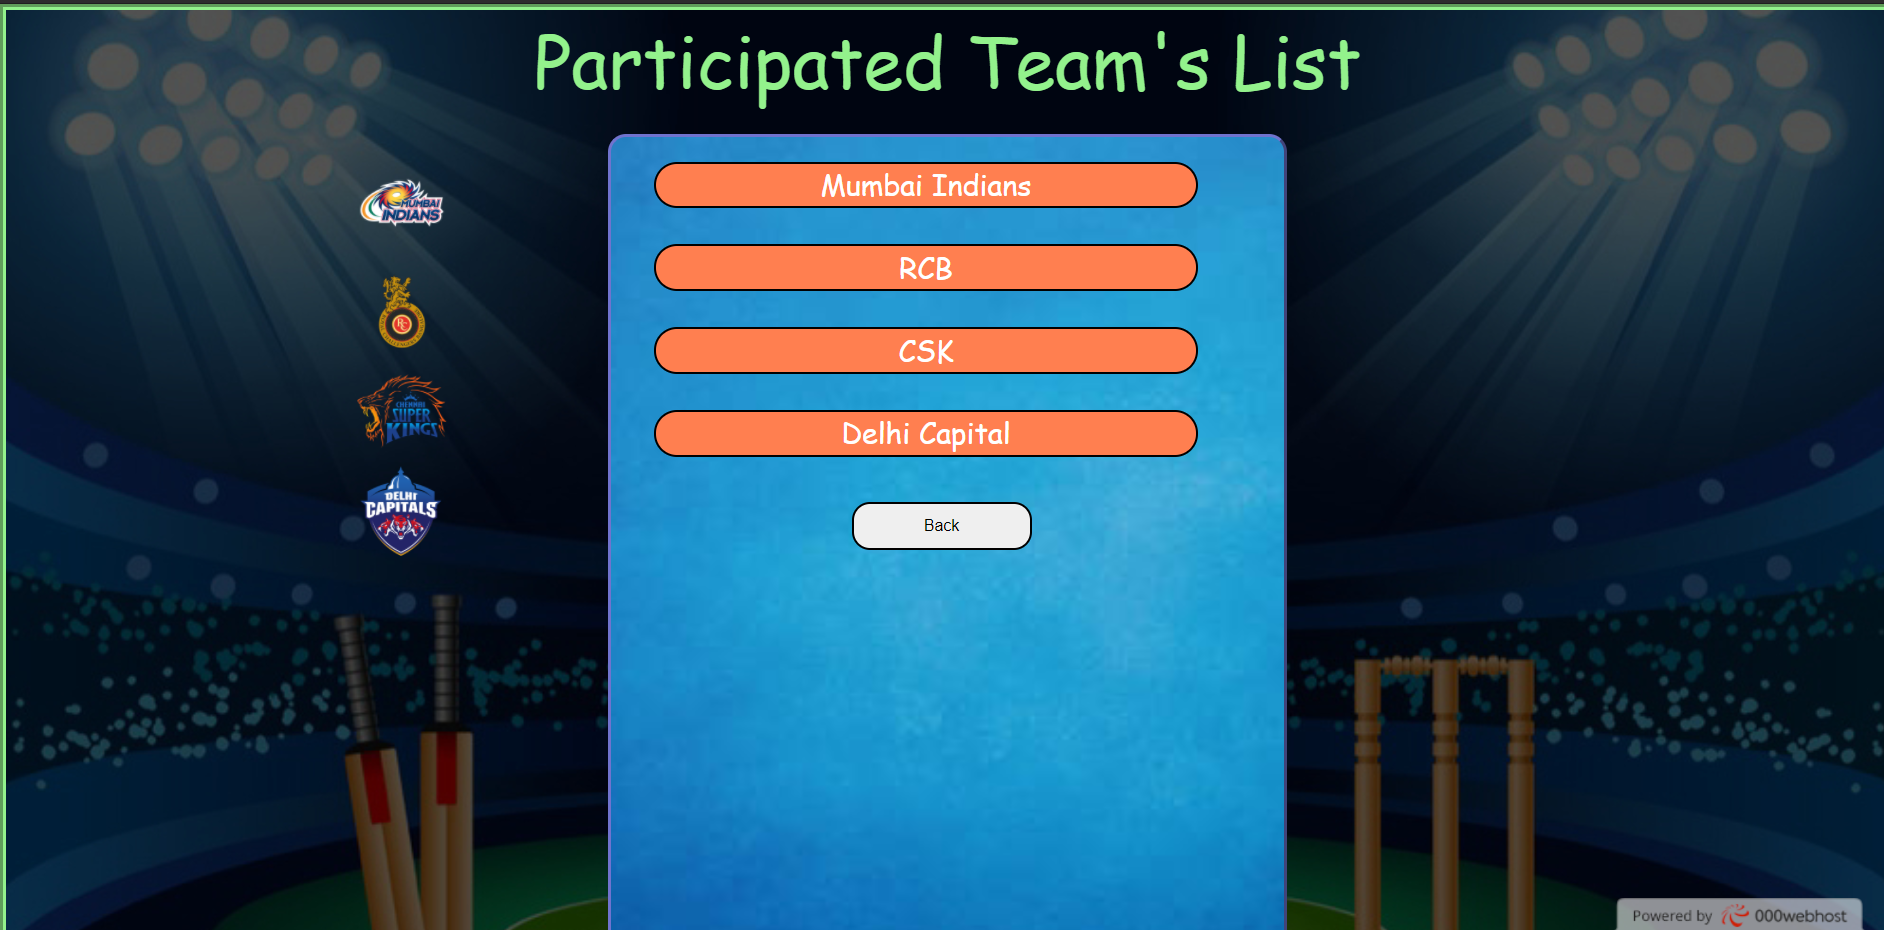 Participated Team's List
MUMBAI
INDIANS
Mumbai Indians
RCB
RC
CHENNAI
SUPER
KINGS
CSK
Delhi Capital
DELHI
CAPITALS
Back
Powered by 000webhost